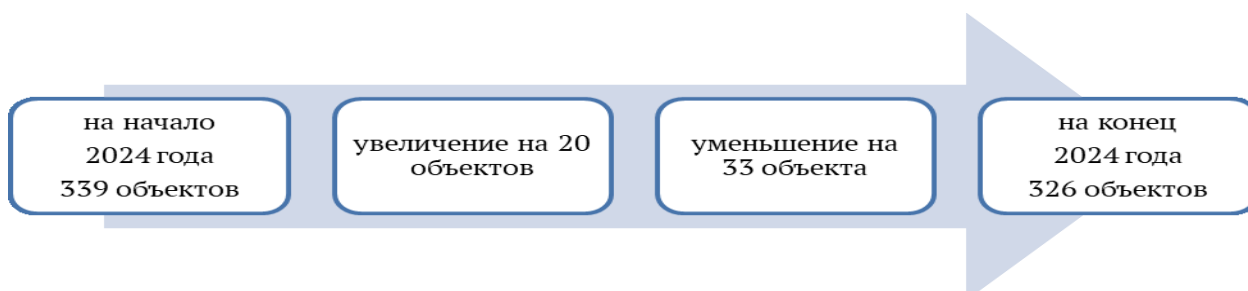 на начало
2024 года
339 объектов
увеличение на 20
объектов
уменьшение на
33 объекта
на конец
2024 года
326 объектов